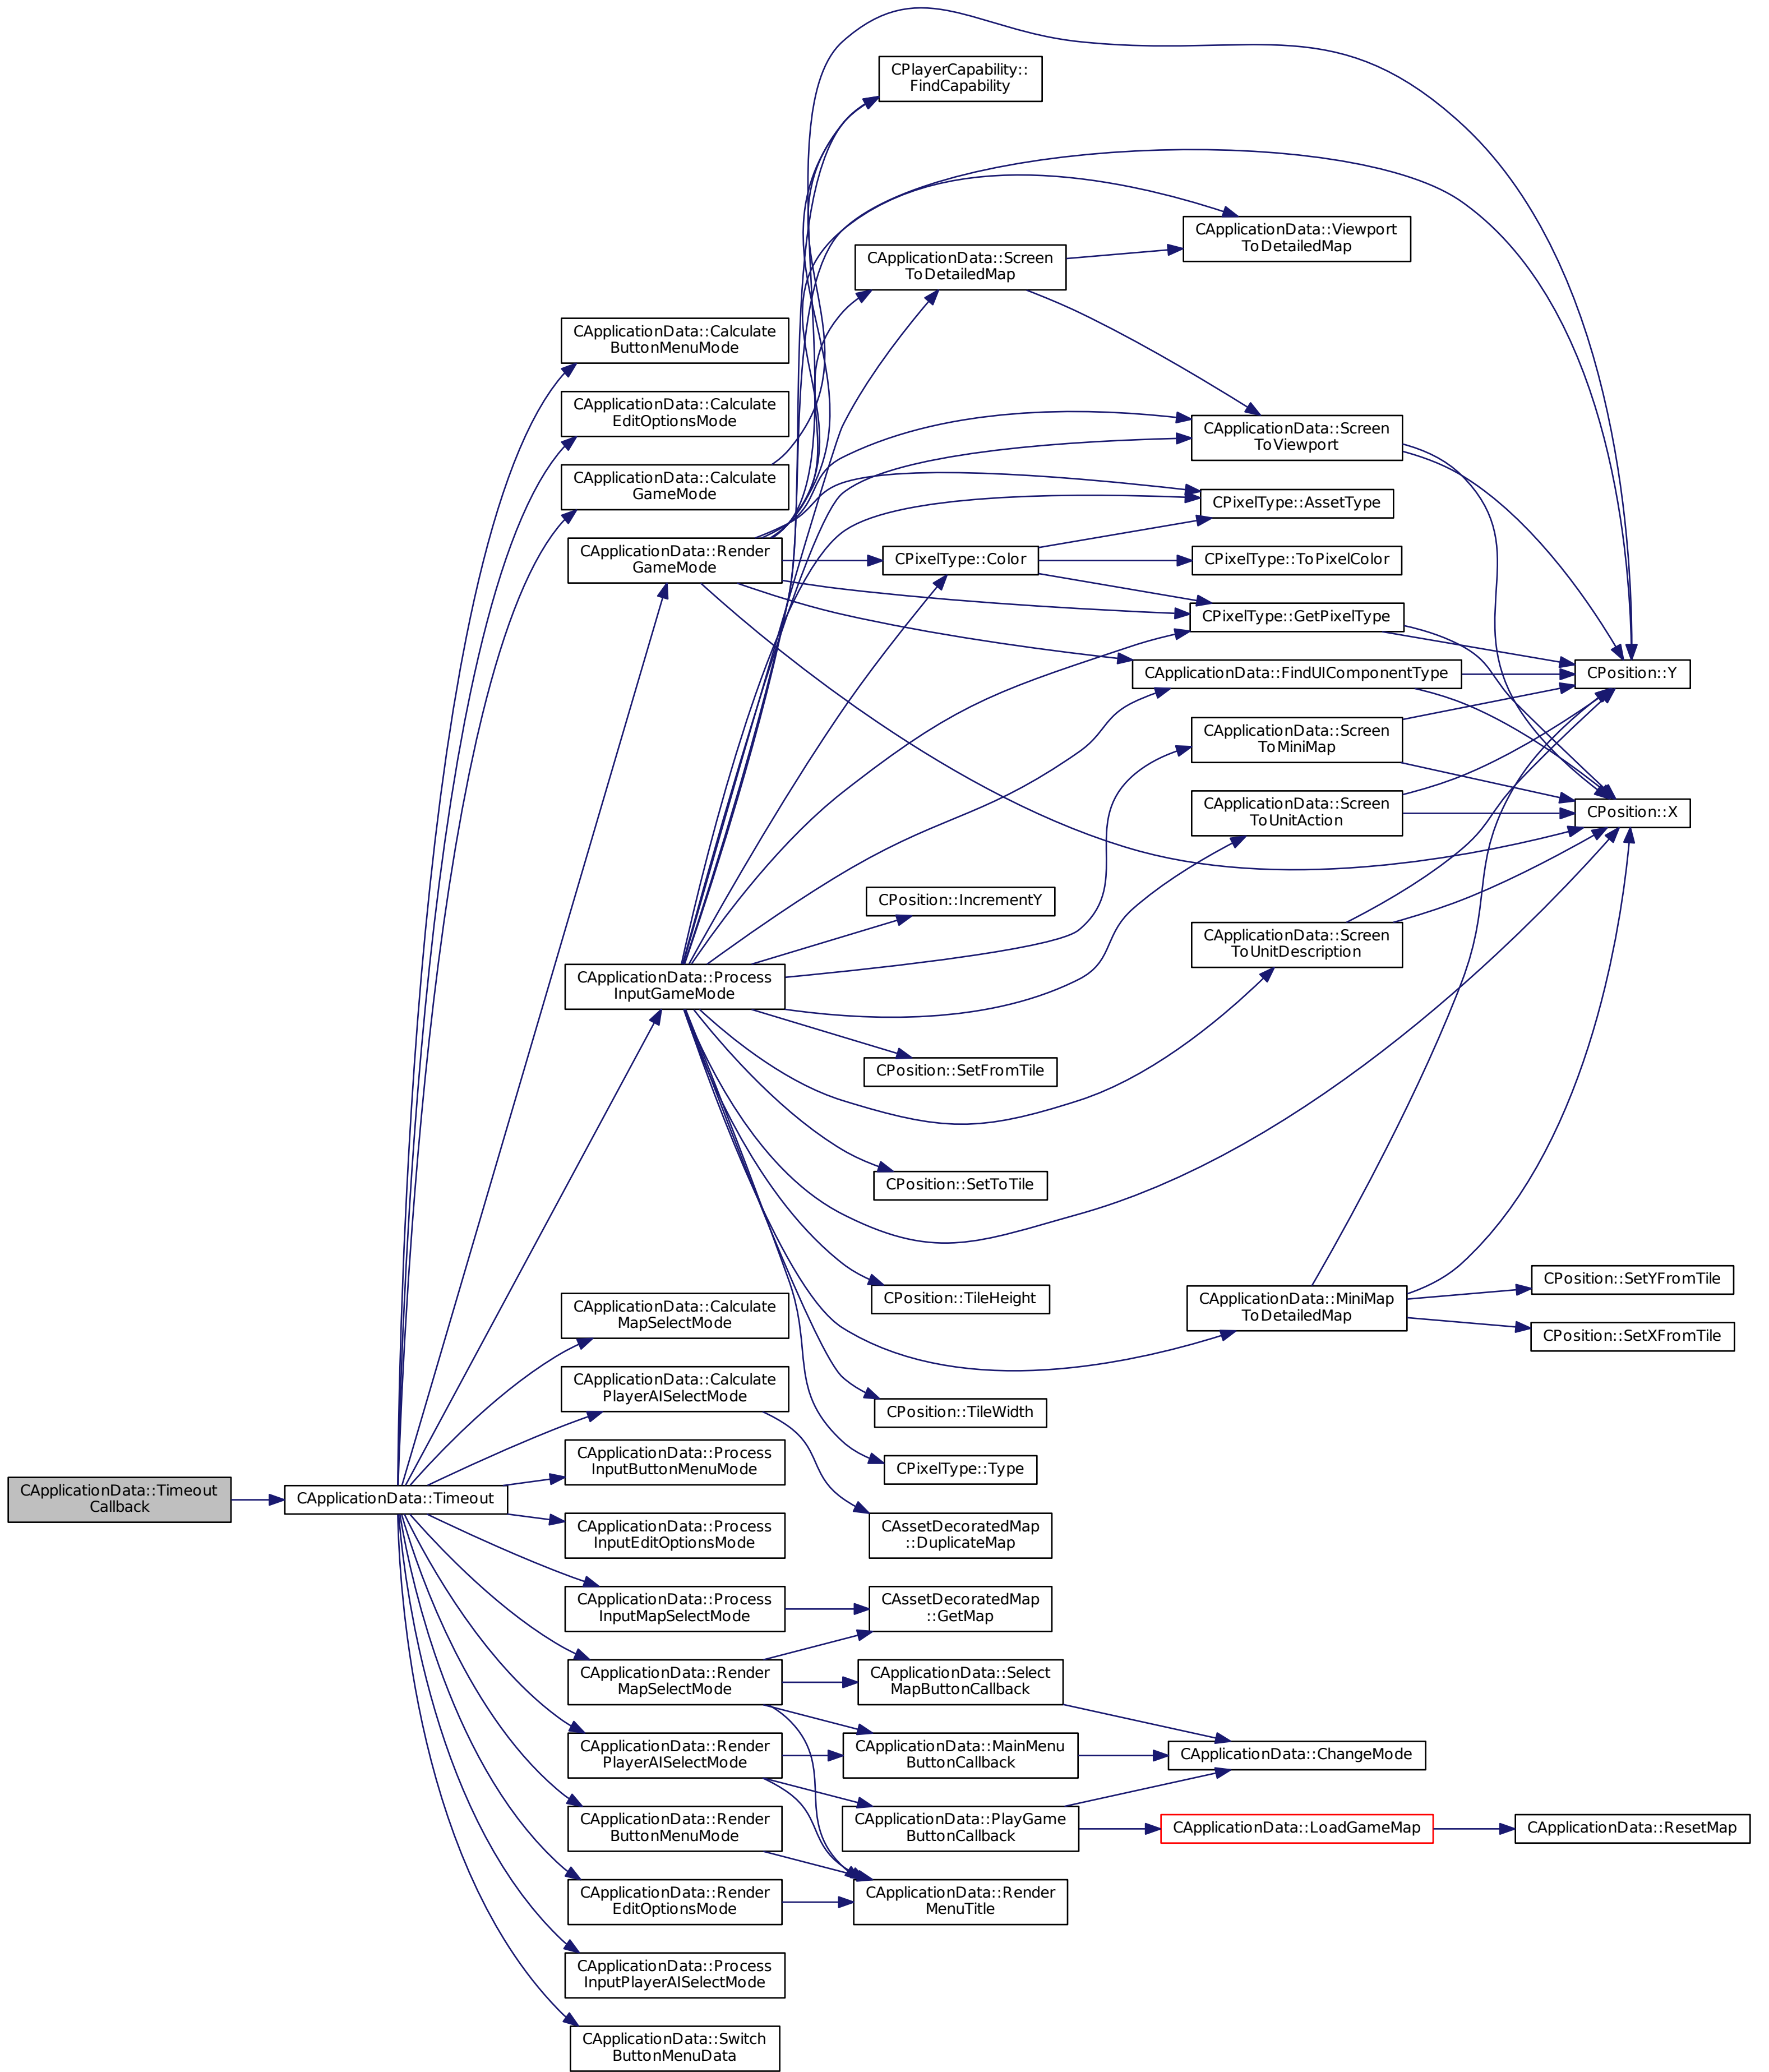 CPlayerCapability::
FindCapability
CApplicationData::Viewport
ToDetailedMap
CApplicationData::Screen
ToDetailedMap
CApplicationData::Calculate
ButtonMenuMode
CApplicationData::Calculate
EditOptionsMode
CApplicationData::Screen
ToViewport
CApplicationData::Calculate
GameMode
CPixelType::AssetType
CApplicationData::Render
GameMode
CPixelType::Color
CPixelType::ToPixelColor
CPixelType::GetPixelType
CApplicationData::FindUIComponentType
CPosition::Y
CApplicationData::Screen
ToMiniMap
CApplicationData::Screen
ToUnitAction
CPosition::X
CPosition::IncrementY
CApplicationData::Screen
ToUnitDescription
CApplicationData::Process
InputGameMode
CPosition::SetFromTile
CPosition::SetToTile
CPosition::SetYFromTile
CPosition::TileHeight
CApplicationData::MiniMap
ToDetailedMap
CApplicationData::Calculate
MapSelectMode
CPosition::SetXFromTile
CApplicationData::Calculate
PlayerAISelectMode
CPosition::TileWidth
CApplicationData::Process
InputButtonMenuMode
CPixelType::Type
CApplicationData::Timeout
Callback
CApplicationData::Timeout
CApplicationData::Process
InputEditOptionsMode
CAssetDecoratedMap
::DuplicateMap
CApplicationData::Process
InputMapSelectMode
CAssetDecoratedMap
::GetMap
CApplicationData::Render
MapSelectMode
CApplicationData::Select
MapButtonCallback
CApplicationData::Render
PlayerAISelectMode
CApplicationData::MainMenu
ButtonCallback
CApplicationData::ChangeMode
CApplicationData::Render
ButtonMenuMode
CApplicationData::PlayGame
ButtonCallback
CApplicationData::LoadGameMap
CApplicationData::ResetMap
CApplicationData::Render
EditOptionsMode
CApplicationData::Render
MenuTitle
CApplicationData::Process
InputPlayerAISelectMode
CApplicationData::Switch
ButtonMenuData